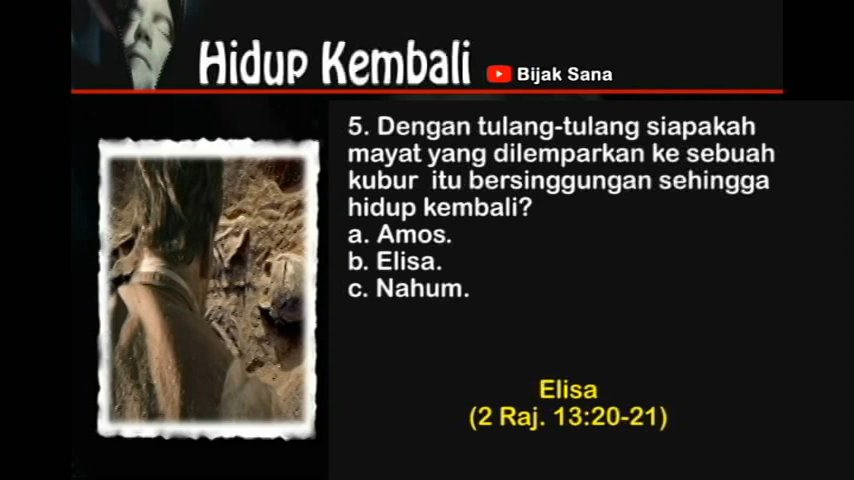 Hidup Kembali
Bijak Sana
5. Dengan tulang-tulang siapakah
mayat yang dilemparkan ke sebuah
kubur itu bersinggungan sehingga
hidup kembali?
a. Amos.
b. Elisa.
c. Nahum.
Elisa
(2 Raj. 13:20-21)